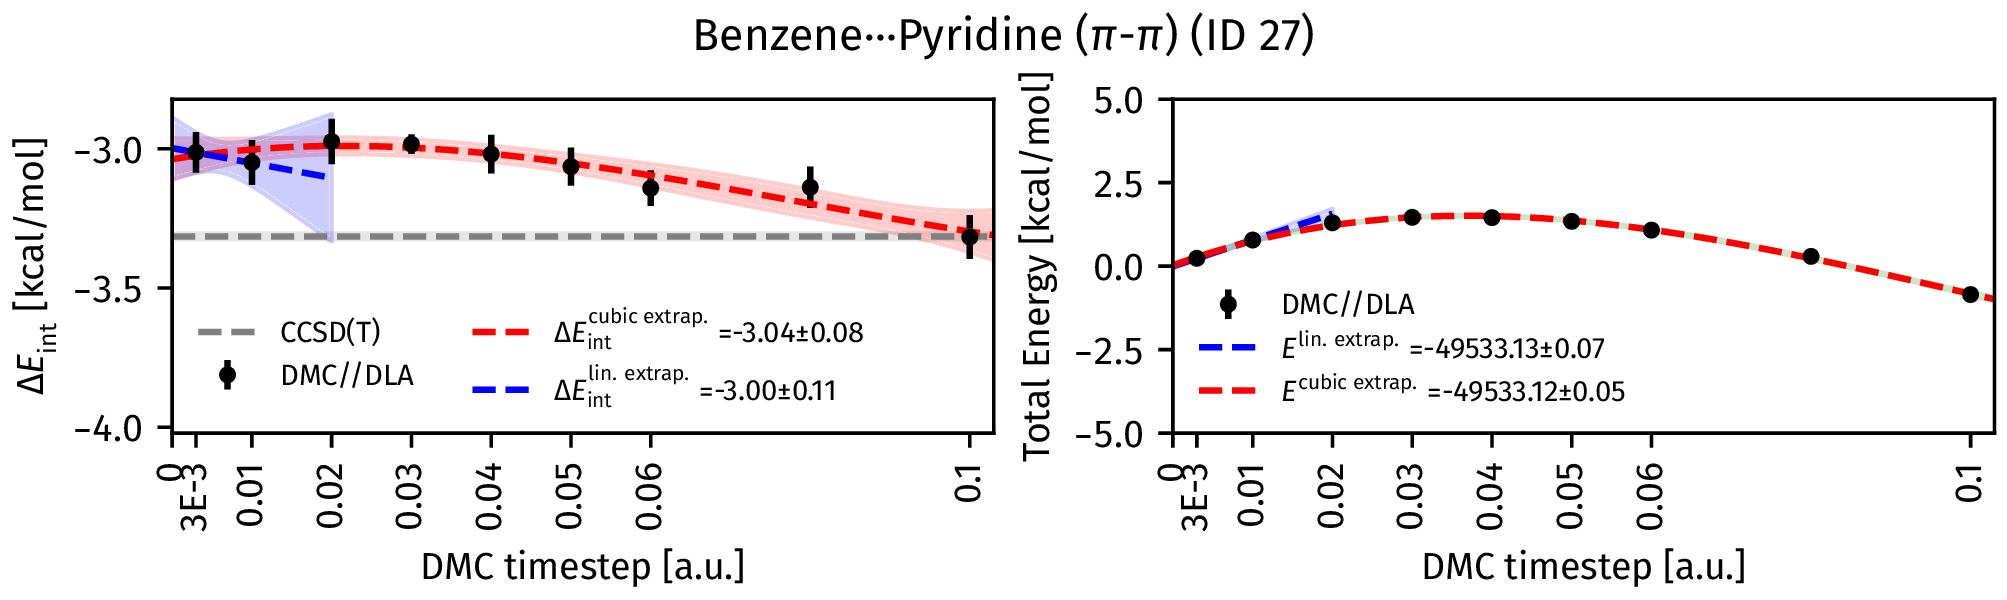 Benzene···Pyridine (π-π) (ID 27)
ΔE_int [kcal/mol]
−3.0
−3.5
−4.0
CCSD(T)
DMC//DLA
ΔE_int^cubic extrap. =-3.04±0.08
ΔE_int^lin. extrap. =-3.00±0.11
0
3E-3
0.01
0.02
0.03
0.04
0.05
0.06
0.1
DMC timestep [a.u.]
Total Energy [kcal/mol]
5.0
2.5
0.0
−2.5
−5.0
DMC//DLA
E^lin. extrap. =-49533.13±0.07
E^cubic extrap. =-49533.12±0.05
0
3E-3
0.01
0.02
0.03
0.04
0.05
0.06
0.1
DMC timestep [a.u.]